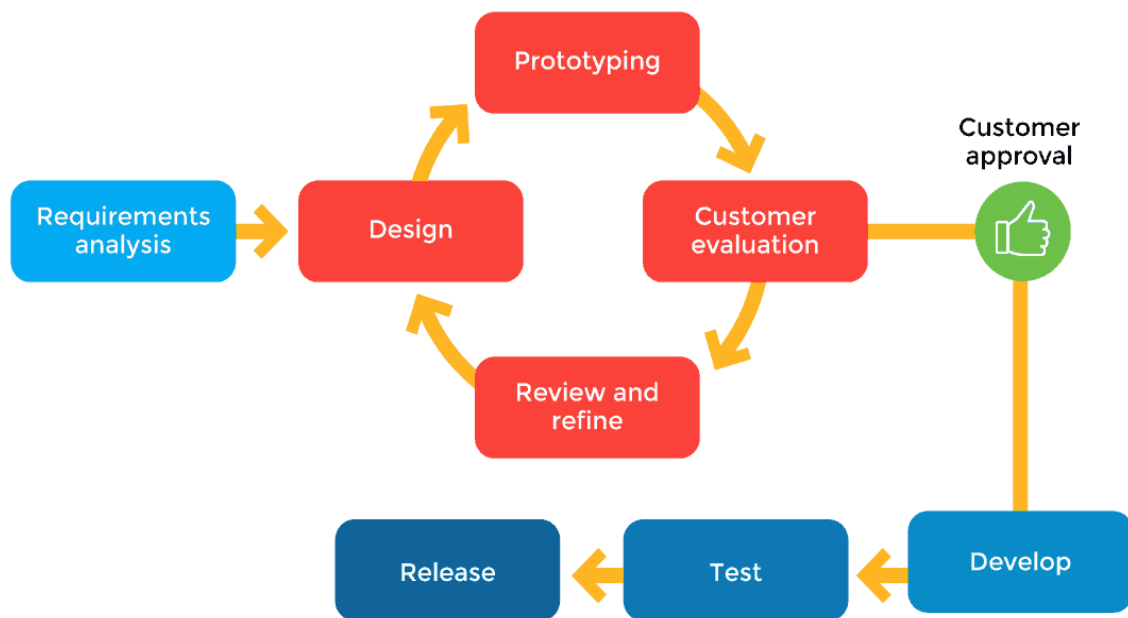 Prototyping
Customer
approval
Requirements
analysis
Design
Customer
evaluation
Review and
refine
Release
Test
Develop